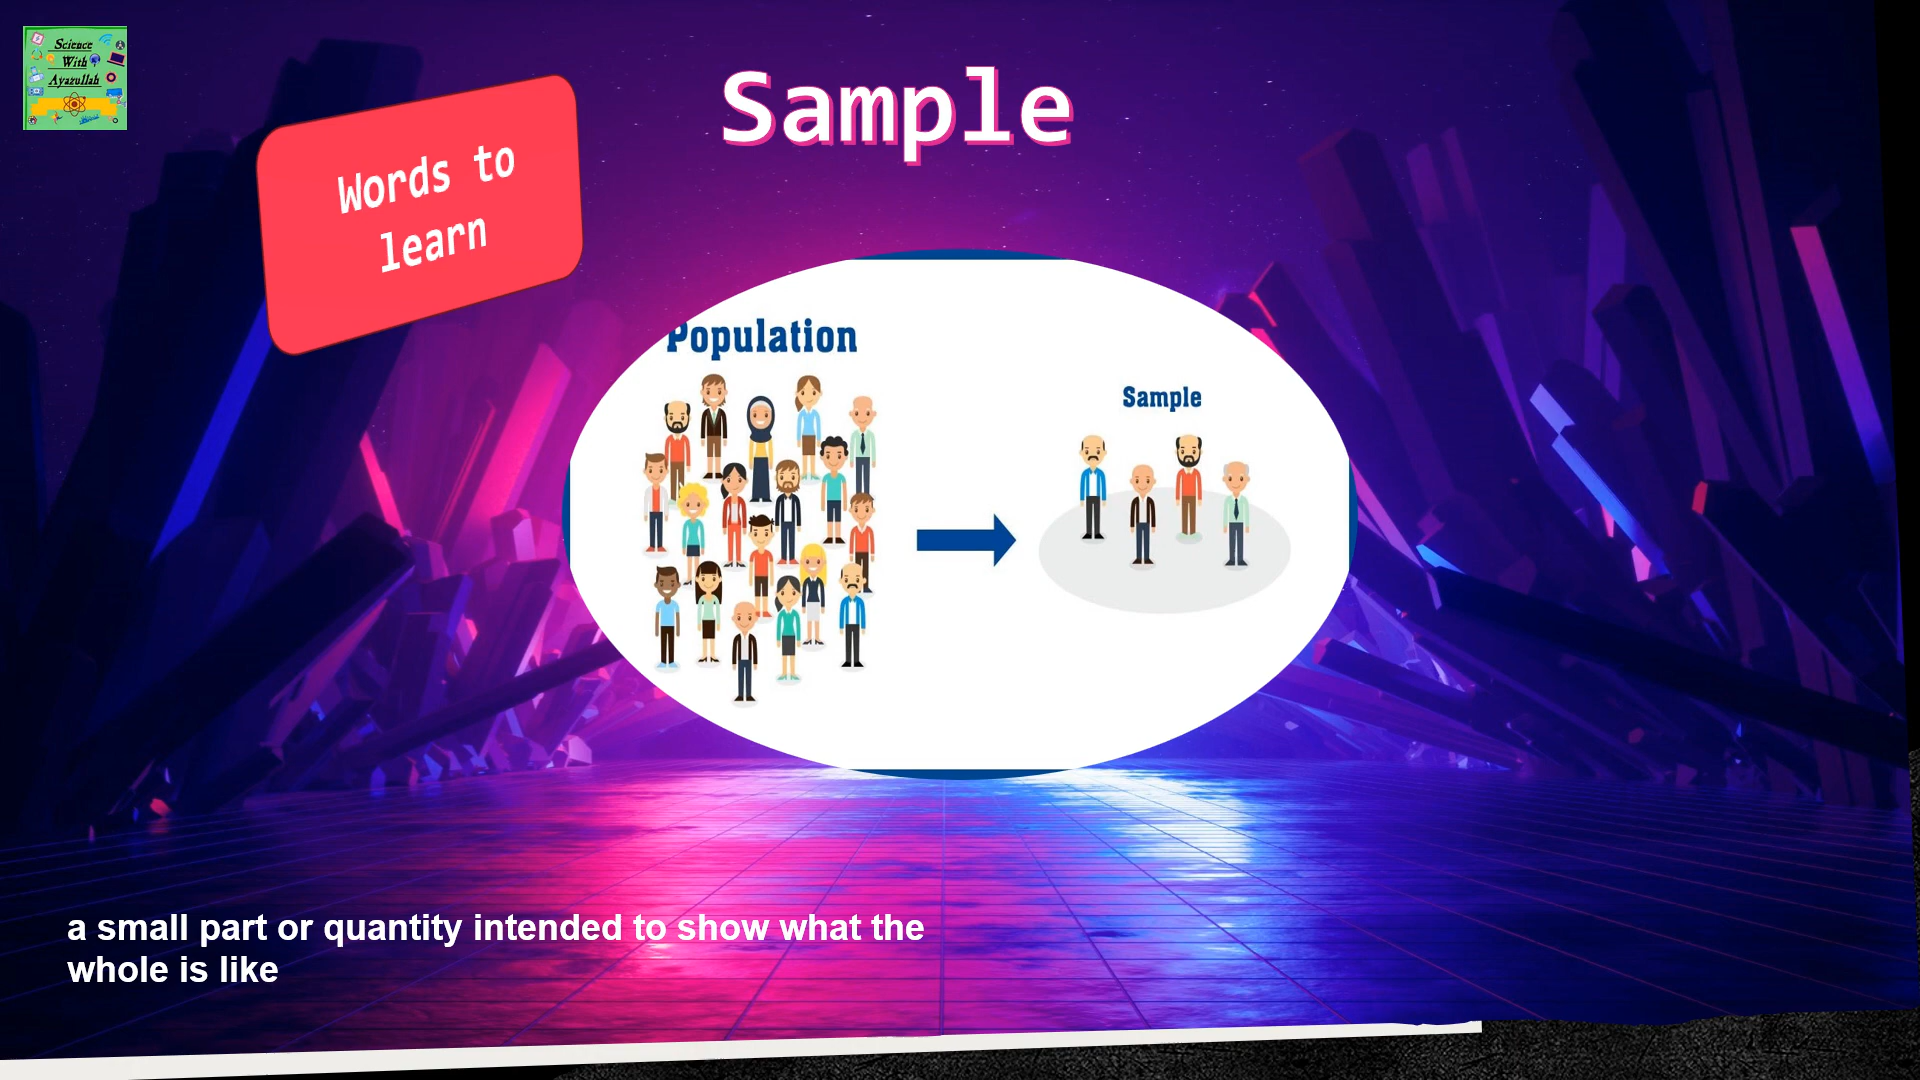 Science
With
Ayazullah
Sample
Words to
learn
Population
Sample
a small part or quantity intended to show what the
whole is like